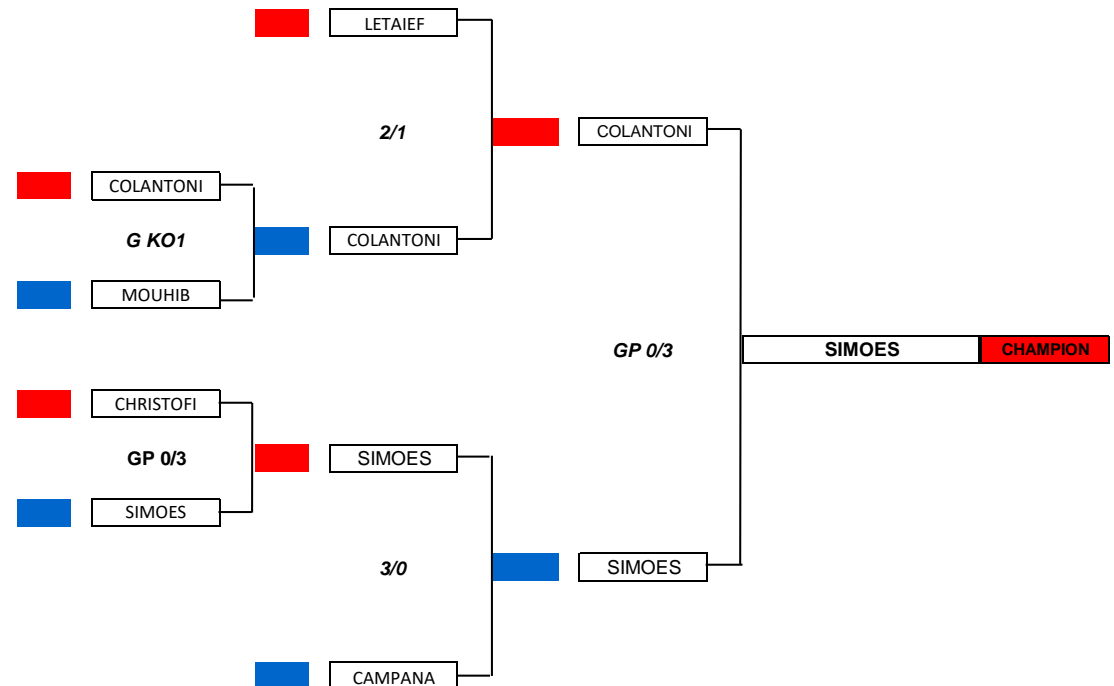 LETAIEF
2/1
COLANTONI
COLANTONI
G KO1
COLANTONI
MOUHIB
GP 0/3
SIMOES CHAMPION
CHRISTOFI
GP 0/3
SIMOES
SIMOES
3/0
SIMOES
CAMPANA